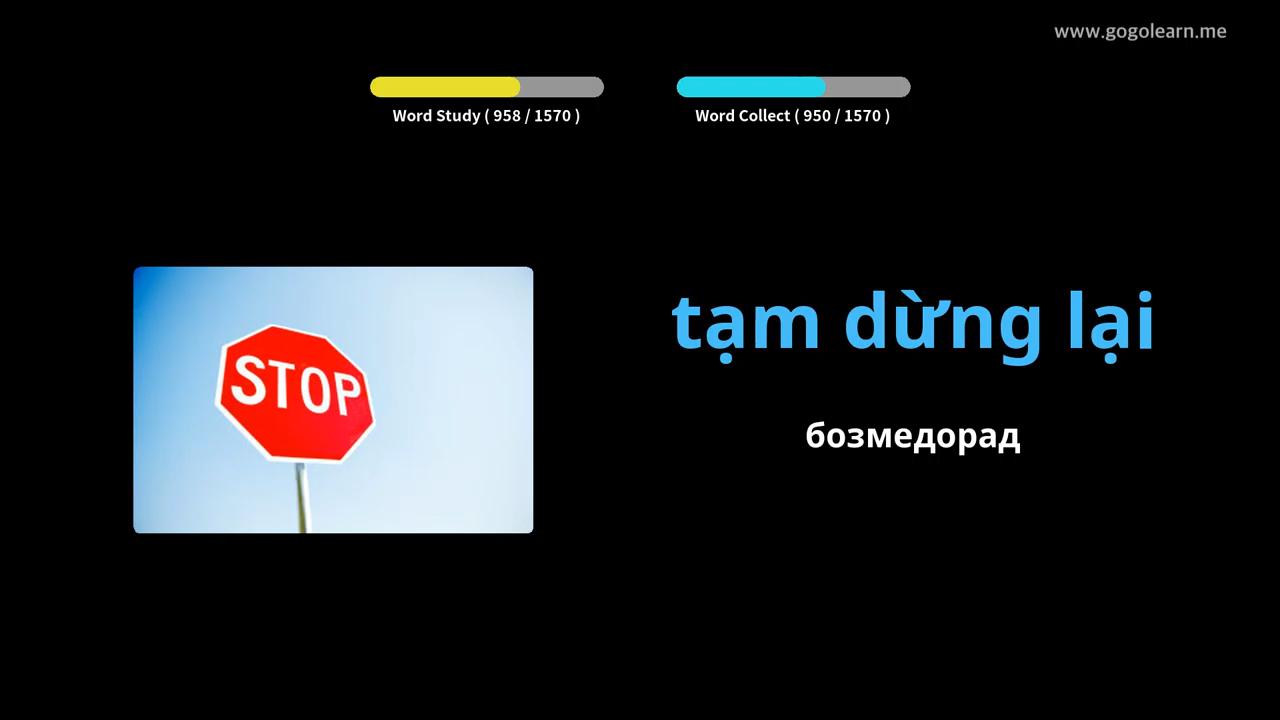 www.gogolearn.me
Word Study ( 958 / 1570 )
Word Collect ( 950 / 1570 )
STOP
tạm dừng lại
бозмедорад